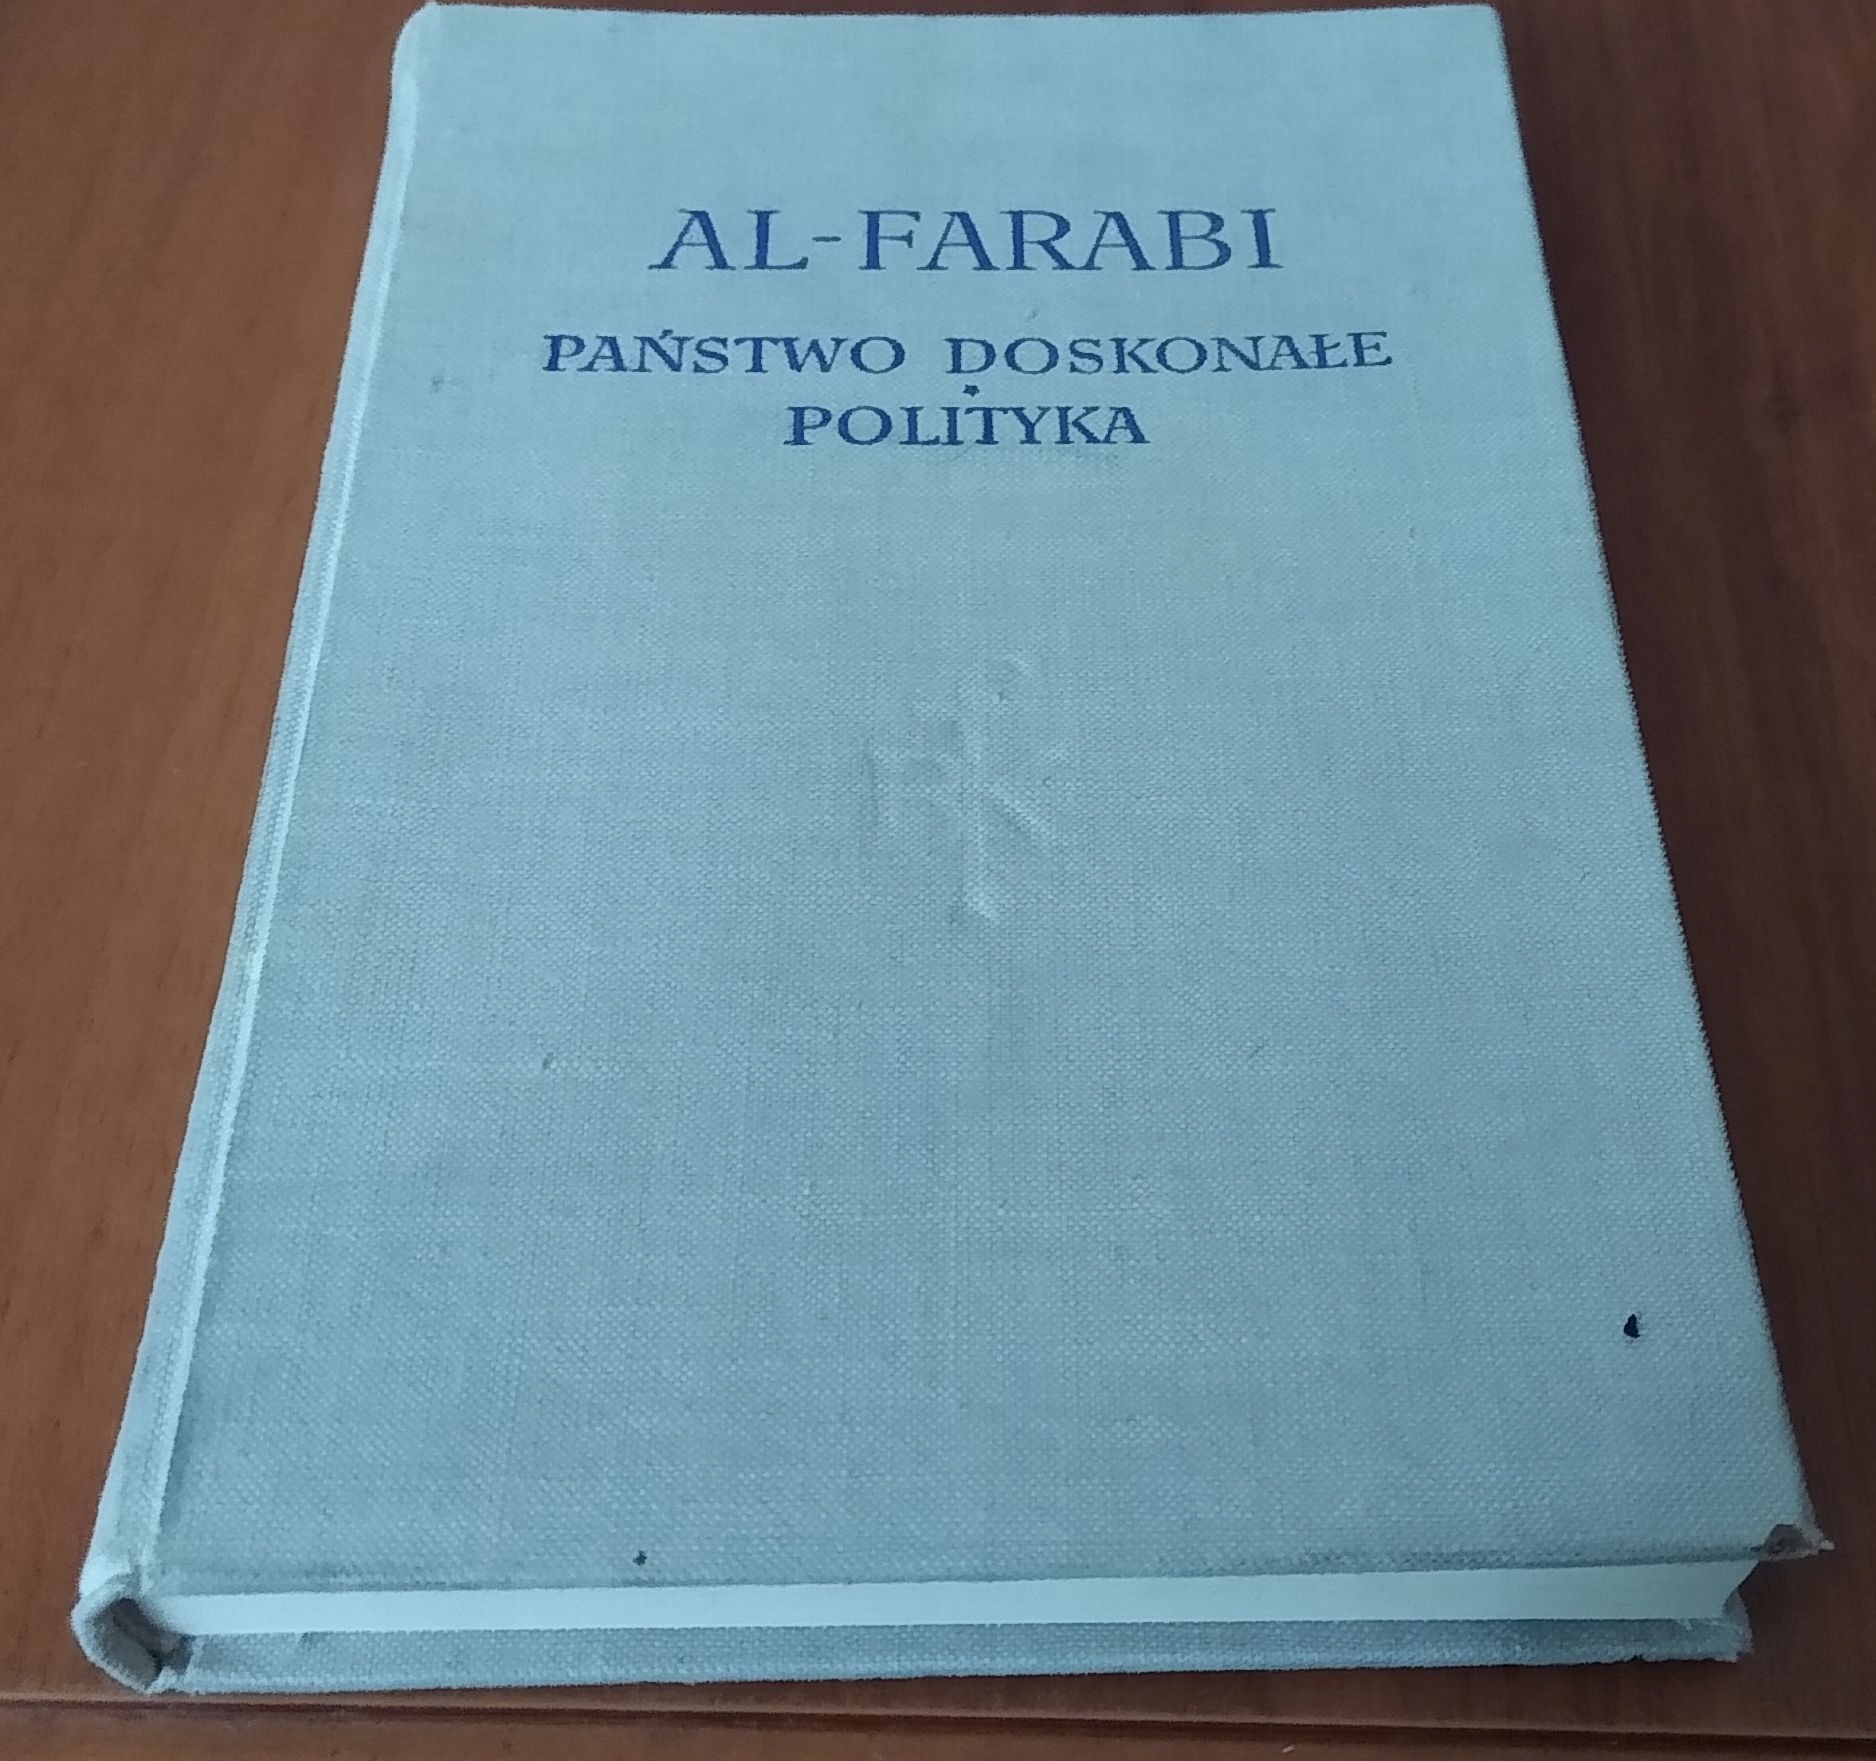 AL-FARABI
PAŃSTWO DOSKONAŁE
POLITYKA